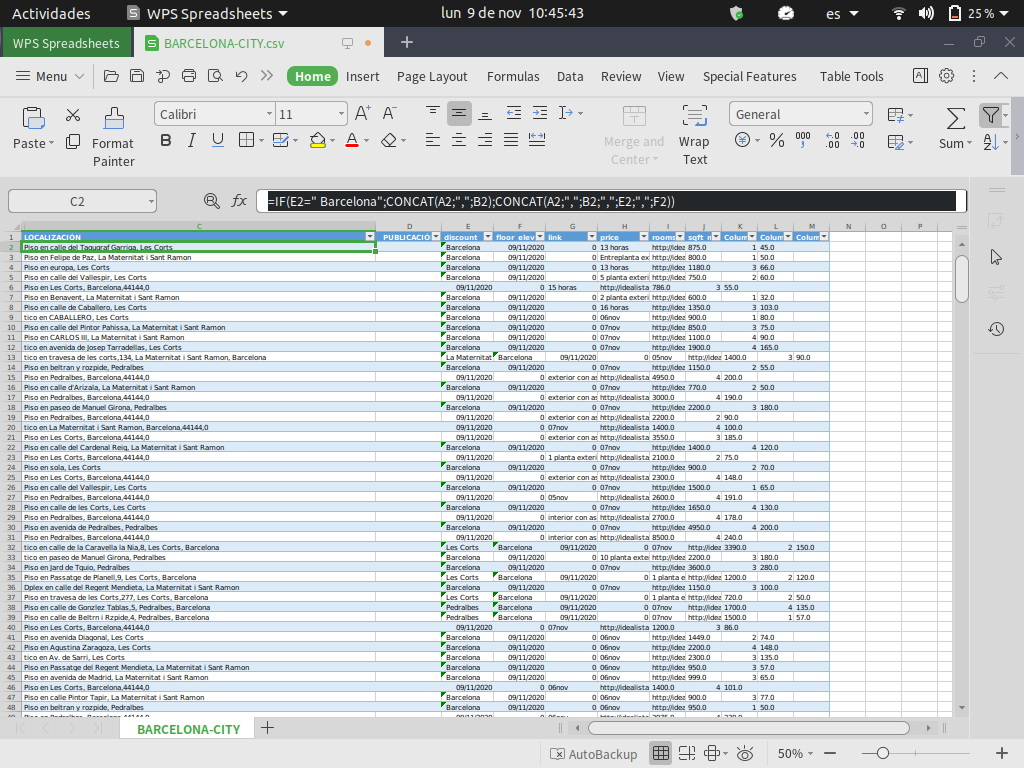 Actividades WPS Spreadsheets lun 9 de nov 10:45:43 es 25 %
WPS Spreadsheets BARCELONA-CITY.csv
Menu Home Insert Page Layout Formulas Data Review View Special Features Table Tools
Calibri 11 General
Paste Format Painter Merge and Center Wrap Text Sum
C2 =IF(E2=" Barcelona";CONCAT(A2;",";B2);CONCAT(A2;",";B2;",";E2;",";F2))
C D E F G H I J K L M N O P
1 LOCALIZACIÓN PUBLICACIÓ discount floor_elev link price room: sqft_m Colum Colum Colum
2 Piso en calle del Taquígraf Garriga, Les Corts Barcelona 09/11/2020 0 13 horas http://idea 875.0 1 45.0
3 Piso en Felipe de Paz, La Maternitat i Sant Ramon Barcelona 09/11/2020 0 Entreplanta ex http://idea 800.0 1 50.0
4 Piso en europa, Les Corts Barcelona 09/11/2020 0 13 horas http://idea 1180.0 3 66.0
5 Piso en calle del Vallespir, Les Corts Barcelona 09/11/2020 0 5 planta exteri http://idea 750.0 2 60.0
6 Piso en Les Corts, Barcelona,44144,0 09/11/2020 0 15 horas http://idealista 786.0 3 55.0
7 Piso en Benavent, La Maternitat i Sant Ramon Barcelona 09/11/2020 0 2 planta exteri http://idea 600.0 1 32.0
8 Piso en calle de Caballero, Les Corts Barcelona 09/11/2020 0 16 horas http://idea 1350.0 3 103.0
9 tico en CABALLERO, Les Corts Barcelona 09/11/2020 0 06nov http://idea 900.0 1 80.0
10 Piso en calle del Pintor Pahissa, La Maternitat i Sant Ramon Barcelona 09/11/2020 0 07nov http://idea 850.0 3 75.0
11 Piso en CARLOS III, La Maternitat i Sant Ramon Barcelona 09/11/2020 0 07nov http://idea 1100.0 4 90.0
12 tico en avenida de Josep Tarradellas, Les Corts Barcelona 09/11/2020 0 07nov http://idea 1900.0 4 165.0
13 tico en travesa de les corts,134, La Maternitat i Sant Ramon, Barcelona La Maternitat Barcelona 09/11/2020 0 05nov http://idea 1400.0 3 90.0
14 Piso en beltran y rozpide, Pedralbes Barcelona 09/11/2020 0 07nov http://idea 1150.0 2 55.0
15 Piso en Pedralbes, Barcelona,44144,0 09/11/2020 0 exterior con as http://idealista 4950.0 4 200.0
16 Piso en calle d'Arizala, La Maternitat i Sant Ramon Barcelona 09/11/2020 0 07nov http://idea 770.0 2 50.0
17 Piso en Pedralbes, Barcelona,44144,0 09/11/2020 0 exterior con as http://idealista 3000.0 4 190.0
18 Piso en paseo de Manuel Girona, Pedralbes Barcelona 09/11/2020 0 07nov http://idea 2200.0 3 180.0
19 Piso en Pedralbes, Barcelona,44144,0 09/11/2020 0 exterior con as http://idealista 2200.0 2 90.0
20 tico en La Maternitat i Sant Ramon, Barcelona,44144,0 09/11/2020 0 07nov http://idealista 1400.0 4 100.0
21 Piso en Les Corts, Barcelona,44144,0 09/11/2020 0 exterior con as http://idealista 3550.0 3 185.0
22 Piso en calle del Cardenal Reig, La Maternitat i Sant Ramon Barcelona 09/11/2020 0 07nov http://idea 1400.0 4 120.0
23 Piso en Les Corts, Barcelona,44144,0 09/11/2020 0 1 planta exteri http://idealista 2100.0 2 75.0
24 Piso en sola, Les Corts Barcelona 09/11/2020 0 07nov http://idea 900.0 2 70.0
25 Piso en Les Corts, Barcelona,44144,0 09/11/2020 0 exterior con as http://idealista 2300.0 4 148.0
26 Piso en calle del Vallespir, Les Corts Barcelona 09/11/2020 0 07nov http://idea 1500.0 1 65.0
27 Piso en Pedralbes, Barcelona,44144,0 09/11/2020 0 05nov http://idealista 2600.0 4 191.0
28 Piso en calle de les Corts, Les Corts Barcelona 09/11/2020 0 07nov http://idea 1650.0 4 130.0
29 Piso en Pedralbes, Barcelona,44144,0 09/11/2020 0 interior con as http://idealista 2700.0 4 178.0
30 Piso en avenida de Pedralbes, Pedralbes Barcelona 09/11/2020 0 07nov http://idea 4950.0 4 200.0
31 Piso en Pedralbes, Barcelona,44144,0 09/11/2020 0 interior con as http://idealista 8500.0 4 240.0
32 tico en calle de la Caravella la Nia,8, Les Corts, Barcelona Les Corts Barcelona 09/11/2020 0 07nov http://idea 3390.0 2 150.0
33 tico en paseo de Manuel Girona, Pedralbes Barcelona 09/11/2020 0 10 planta exter http://idea 2200.0 3 180.0
34 Piso en Jard de Tquio, Pedralbes Barcelona 09/11/2020 0 07nov http://idea 3600.0 3 280.0
35 Piso en Passatge de Planell,9, Les Corts, Barcelona Les Corts Barcelona 09/11/2020 0 1 planta e http://idea 1200.0 2 120.0
36 Dplex en calle del Regent Mendieta, La Maternitat i Sant Ramon Barcelona 09/11/2020 0 07nov http://idea 1150.0 3 100.0
37 Piso en travesa de les Corts,277, Les Corts, Barcelona Les Corts Barcelona 09/11/2020 0 1 planta e http://idea 720.0 2 50.0
38 Piso en calle de Gonzlez Tablas,5, Pedralbes, Barcelona Pedralbes Barcelona 09/11/2020 0 07nov http://idea 1700.0 4 135.0
39 Piso en calle de Beltrn i Rzpide,4, Pedralbes, Barcelona Pedralbes Barcelona 09/11/2020 0 07nov http://idea 1500.0 1 57.0
40 Piso en Les Corts, Barcelona,44144,0 09/11/2020 0 07nov http://idealista 1200.0 3 86.0
41 Piso en avenida Diagonal, Les Corts Barcelona 09/11/2020 0 06nov http://idea 1449.0 2 74.0
42 Piso en Agustina Zaragoza, Les Corts Barcelona 09/11/2020 0 06nov http://idea 2200.0 4 148.0
43 tico en Av. de Sarri, Les Corts Barcelona 09/11/2020 0 06nov http://idea 2300.0 3 135.0
44 Piso en Passatge del Regent Mendieta, La Maternitat i Sant Ramon Barcelona 09/11/2020 0 06nov http://idea 950.0 3 57.0
45 Piso en avenida de Madrid, La Maternitat i Sant Ramon Barcelona 09/11/2020 0 06nov http://idea 999.0 3 65.0
46 Piso en Les Corts, Barcelona,44144,0 09/11/2020 0 06nov http://idealista 1400.0 4 101.0
47 Piso en calle Pintor Tapir, La Maternitat i Sant Ramon Barcelona 09/11/2020 0 06nov http://idea 900.0 3 77.0
48 Piso en beltran y rozpide, Pedralbes Barcelona 09/11/2020 0 06nov http://idea 950.0 1 50.0
BARCELONA-CITY
AutoBackup 50%